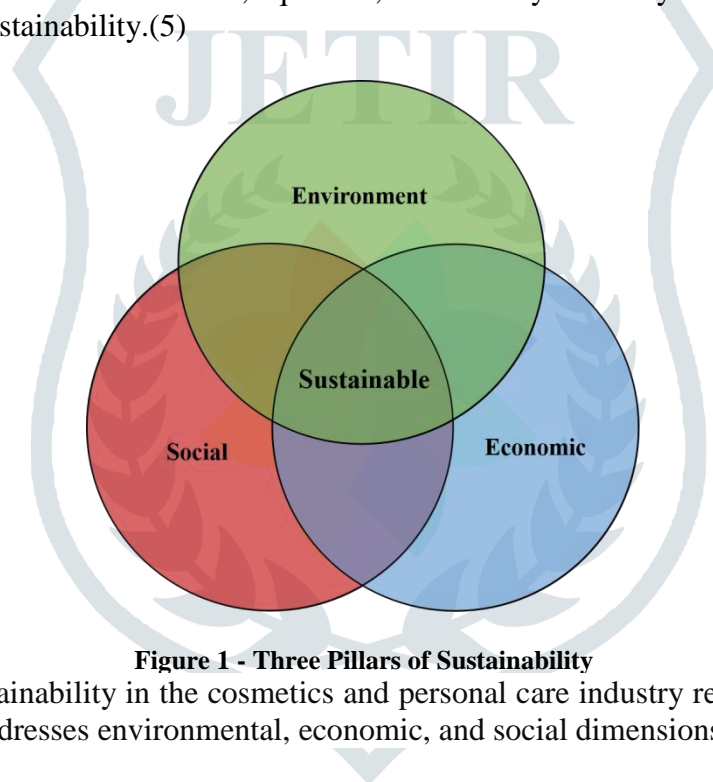 stainability.(5)
JETIR
Environment
Sustainable
Social
Economic
Figure 1 - Three Pillars of Sustainability
ainability in the cosmetics and personal care industry re
dresses environmental, economic, and social dimensions